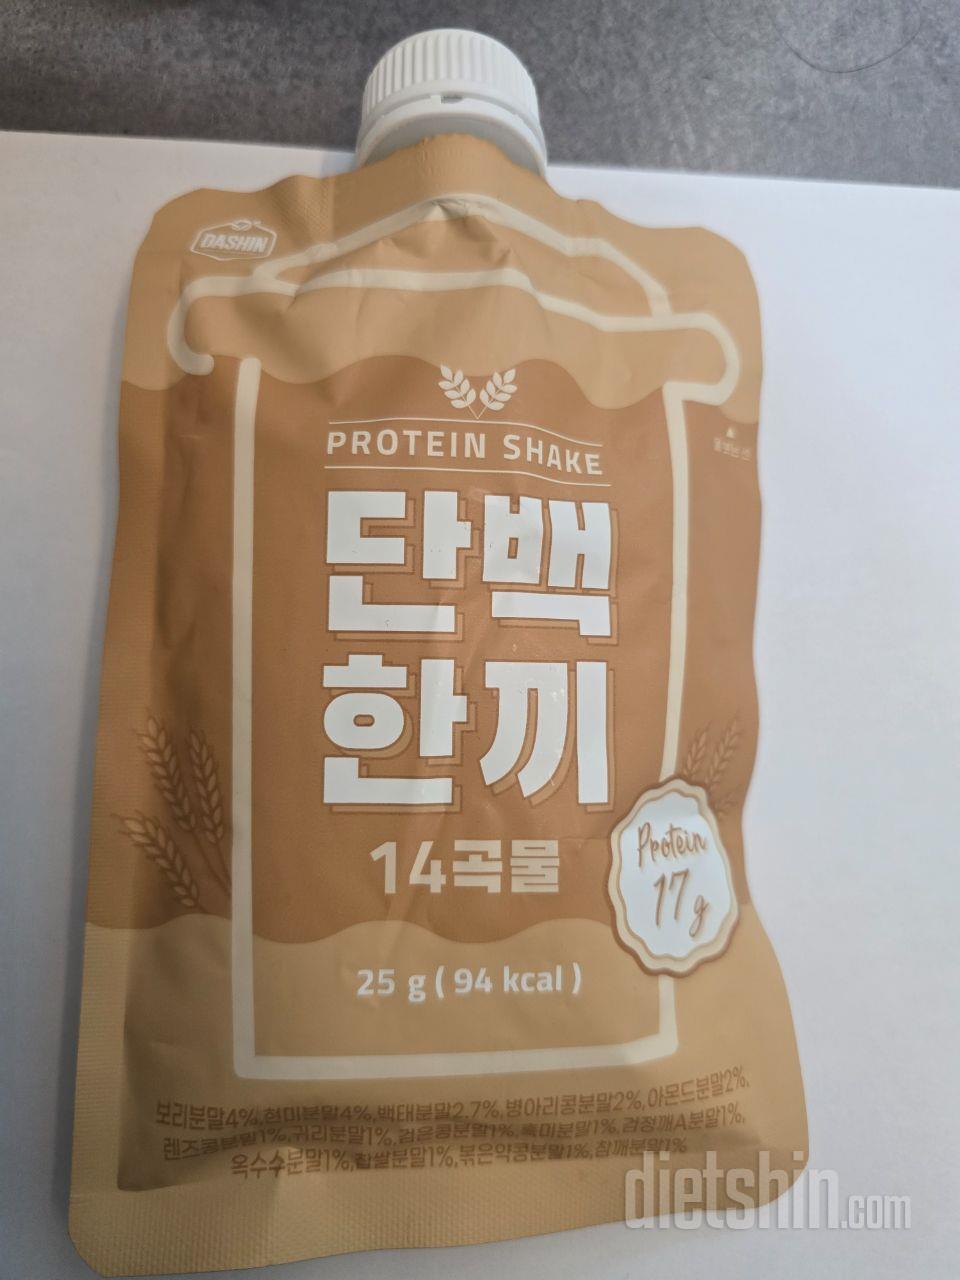 DASHIN
PROTEIN SHAKE
단백
한끼
14곡물
Protein
17g
25 g ( 94 kcal )
보리분말4%,현미분말4%,백태분말2.7%,병아리콩분말2%,아몬드분말2%,
렌즈콩분말1%,귀리분말1%,검은콩분말1%,흑미분말1%,검정깨A분말1%,
옥수수분말1%,찹쌀분말1%,볶은약콩분말1%,참깨분말1%
dietshin.com